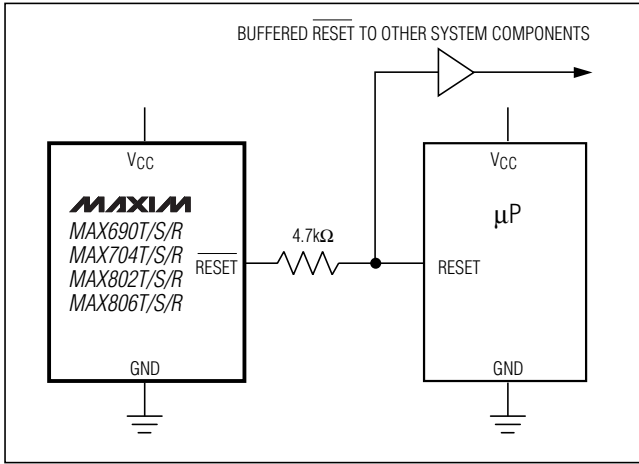 BUFFERED RESET TO OTHER SYSTEM COMPONENTS
VCC
MAXIM
MAX690T/S/R
MAX704T/S/R
MAX802T/S/R
MAX806T/S/R
RESET
GND
4.7kΩ
VCC
μP
RESET
GND